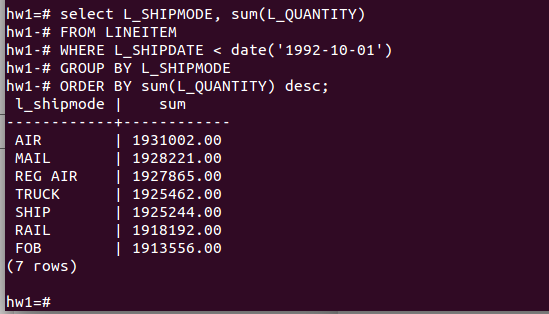 hw1=# select L_SHIPMODE, sum(L_QUANTITY)
hw1-# FROM LINEITEM
hw1-# WHERE L_SHIPDATE < date('1992-10-01')
hw1-# GROUP BY L_SHIPMODE
hw1-# ORDER BY sum(L_QUANTITY) desc;
l_shipmode | sum
------------+------------
AIR | 1931002.00
MAIL | 1928221.00
REG AIR | 1927865.00
TRUCK | 1925462.00
SHIP | 1925244.00
RAIL | 1918192.00
FOB | 1913556.00
(7 rows)
hw1=#